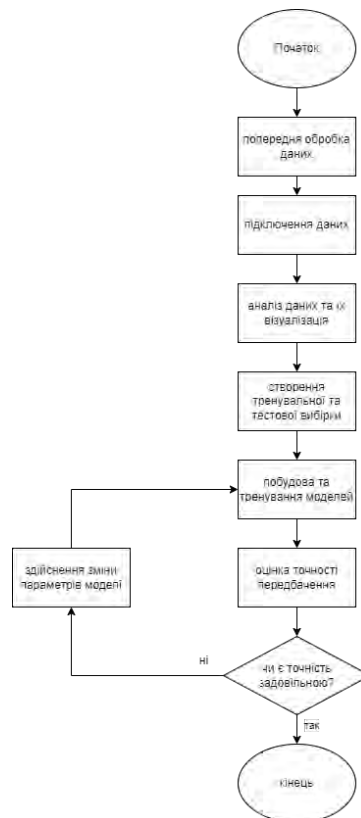 Початок
попередня обробка
даних
підключення даних
аналіз даних та їх
візуалізація
створення
тренувальної та
тестової вибірки
побудова та
тренування моделей
здійснення зміни
параметрів моделі
оцінка точності
передбачення
ні
чи є точність
задовільною?
так
кінець